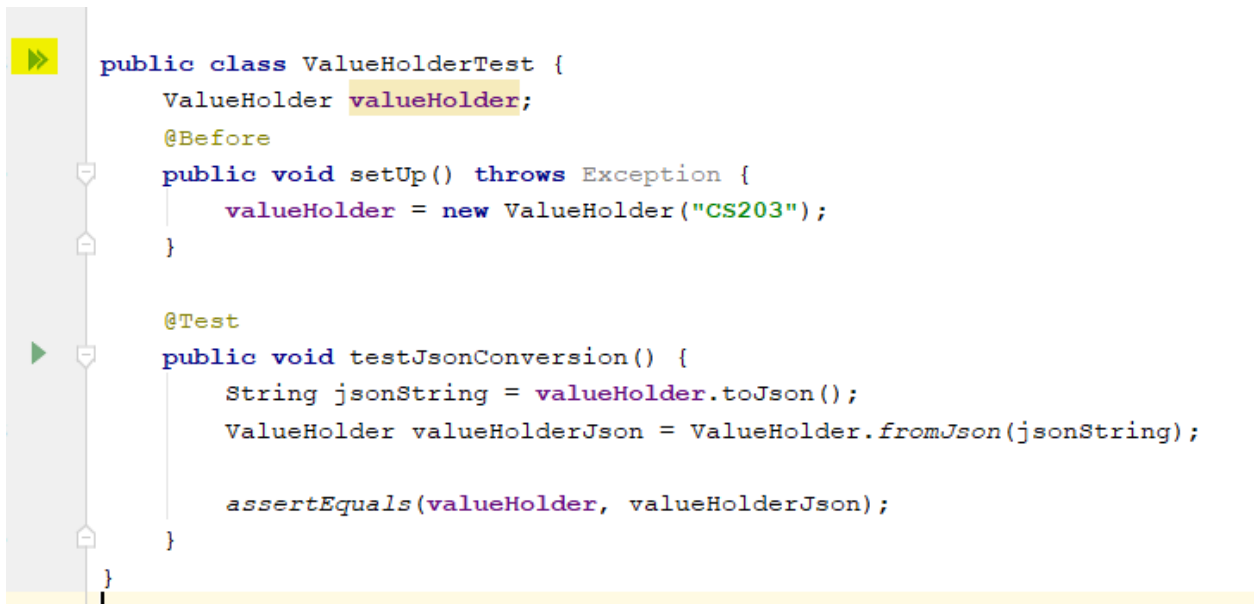 public class ValueHolderTest {
ValueHolder valueHolder;
@Before
public void setUp() throws Exception {
valueHolder = new ValueHolder("CS203");
}
@Test
public void testJsonConversion() {
String jsonString = valueHolder.toJson();
ValueHolder valueHolderJson = ValueHolder.fromJson(jsonString);
assertEquals(valueHolder, valueHolderJson);
}
}